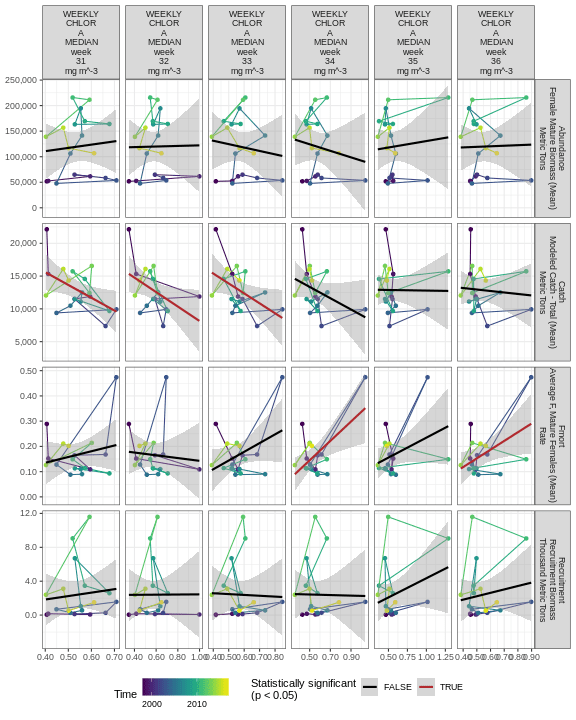 WEEKLY
CHLOR
A
MEDIAN
week
31
mg m^-3
WEEKLY
CHLOR
A
MEDIAN
week
32
mg m^-3
WEEKLY
CHLOR
A
MEDIAN
week
33
mg m^-3
WEEKLY
CHLOR
A
MEDIAN
week
34
mg m^-3
WEEKLY
CHLOR
A
MEDIAN
week
35
mg m^-3
WEEKLY
CHLOR
A
MEDIAN
week
36
mg m^-3
250,000
200,000
150,000
100,000
50,000
0
Abundance
Female Mature Biomass (Mean)
Metric Tons
20,000
15,000
10,000
5,000
Catch
Modelled Catch - Total (Mean)
Metric Tons
0.50
0.40
0.30
0.20
0.10
0.00
Fmort
Average F, Mature Females (Mean)
Rate
12.0
8.0
4.0
0.0
Recruitment
Recruitment Biomass
Thousand Metric Tons
0.40 0.50 0.60 0.70
0.40 0.60 0.80 1.00
0.40 0.50 0.60 0.70 0.80
0.50 0.70 0.90
0.50 0.75 1.00 1.25
0.40 0.50 0.60 0.70 0.80 0.90
Time
2000 2010
Statistically significant
(p < 0.05)
FALSE
TRUE